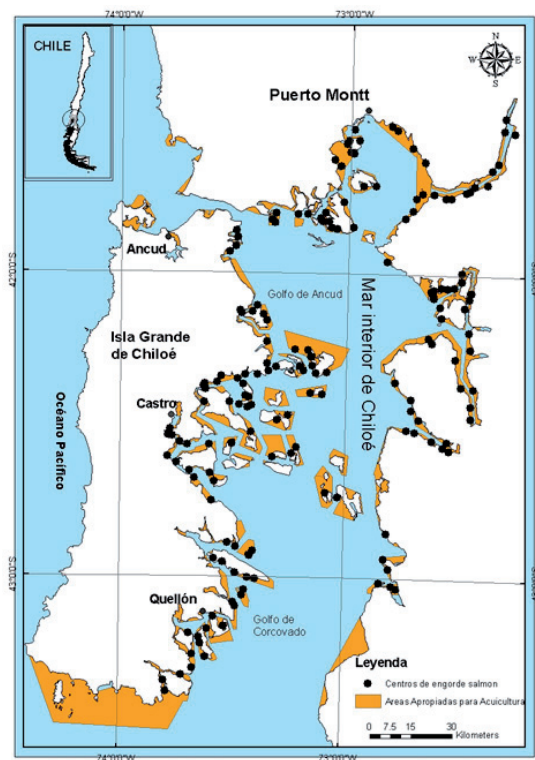 74°0'0"O
73°0'0"O
CHILE
N
W E
S
Puerto Montt
Ancud
42°0'0"S
Golfo de Ancud
Mar interior de Chiloé
Isla Grande
de Chiloé
Castro
Océano Pacífico
43°0'0"S
Quellón
Golfo de
Corcovado
Leyenda
Centros de engorde salmon
Areas Apropiadas para Acuicultura
0 7,5 15 30
Kilometers
74°0'0"O
73°0'0"O